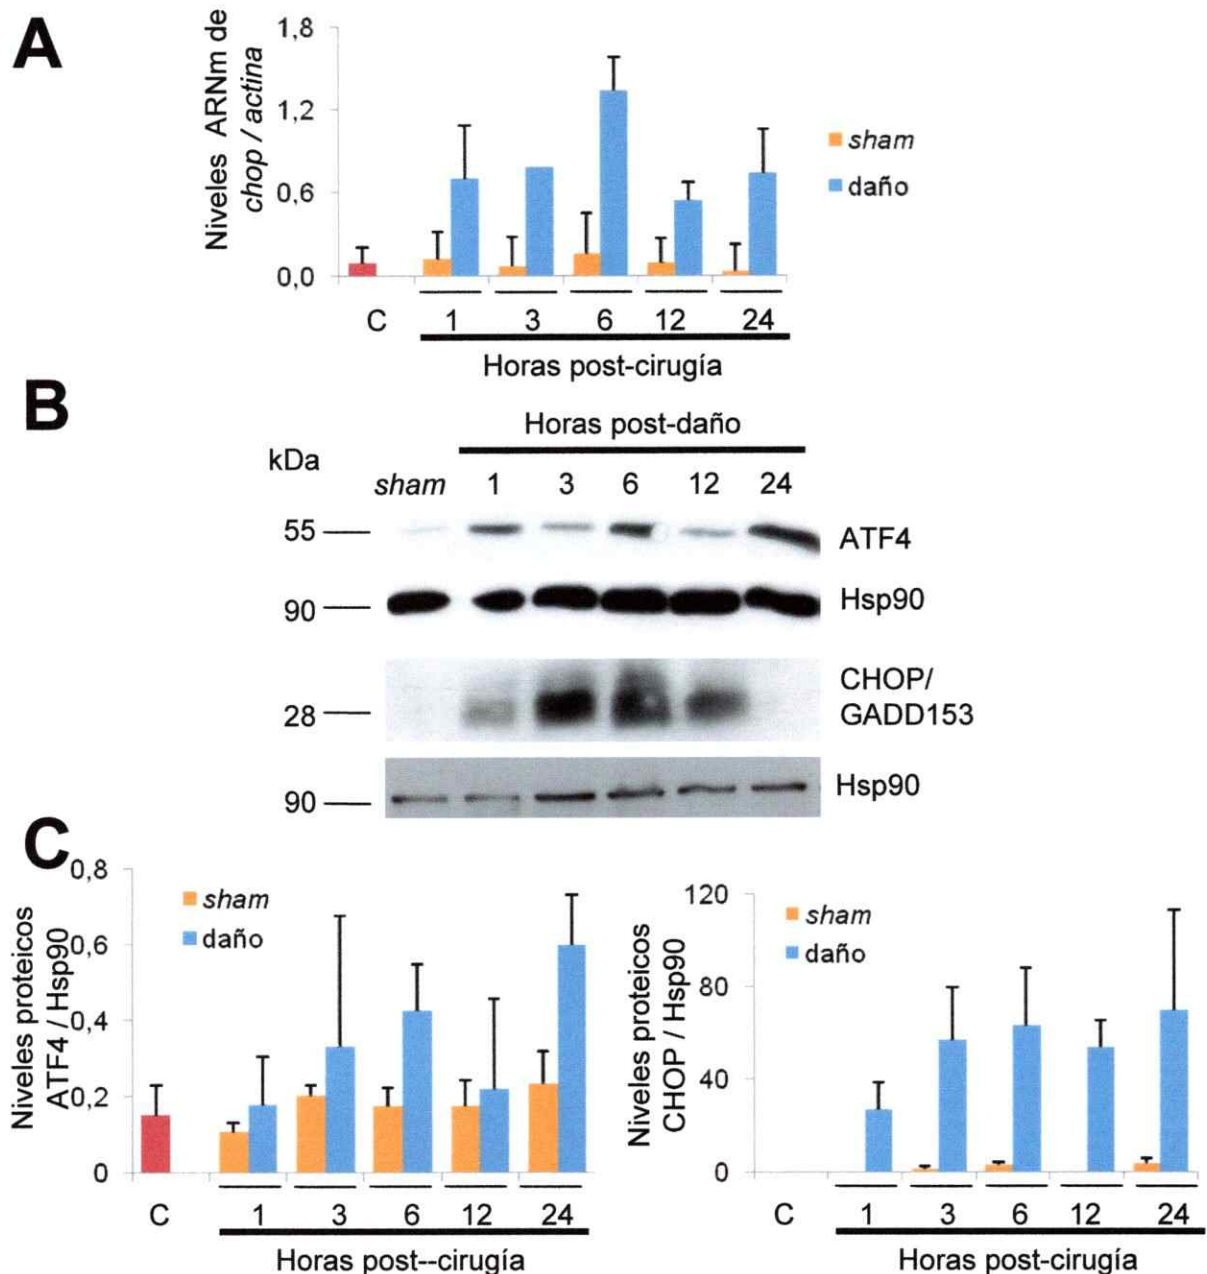 A
Niveles ARNm de
chop / actina
1,8
1,2
0,6
0,0
sham
daño
C 1 3 6 12 24
Horas post-cirugía
B
Horas post-daño
kDa
sham 1 3 6 12 24
55 ATF4
90 Hsp90
28 CHOP/
GADD153
90 Hsp90
C
Niveles proteicos
ATF4 / Hsp90
0,8
0,6
0,4
0,2
0
sham
daño
C 1 3 6 12 24
Horas post--cirugía
Niveles proteicos
CHOP / Hsp90
120
80
40
0
sham
daño
C 1 3 6 12 24
Horas post-cirugía